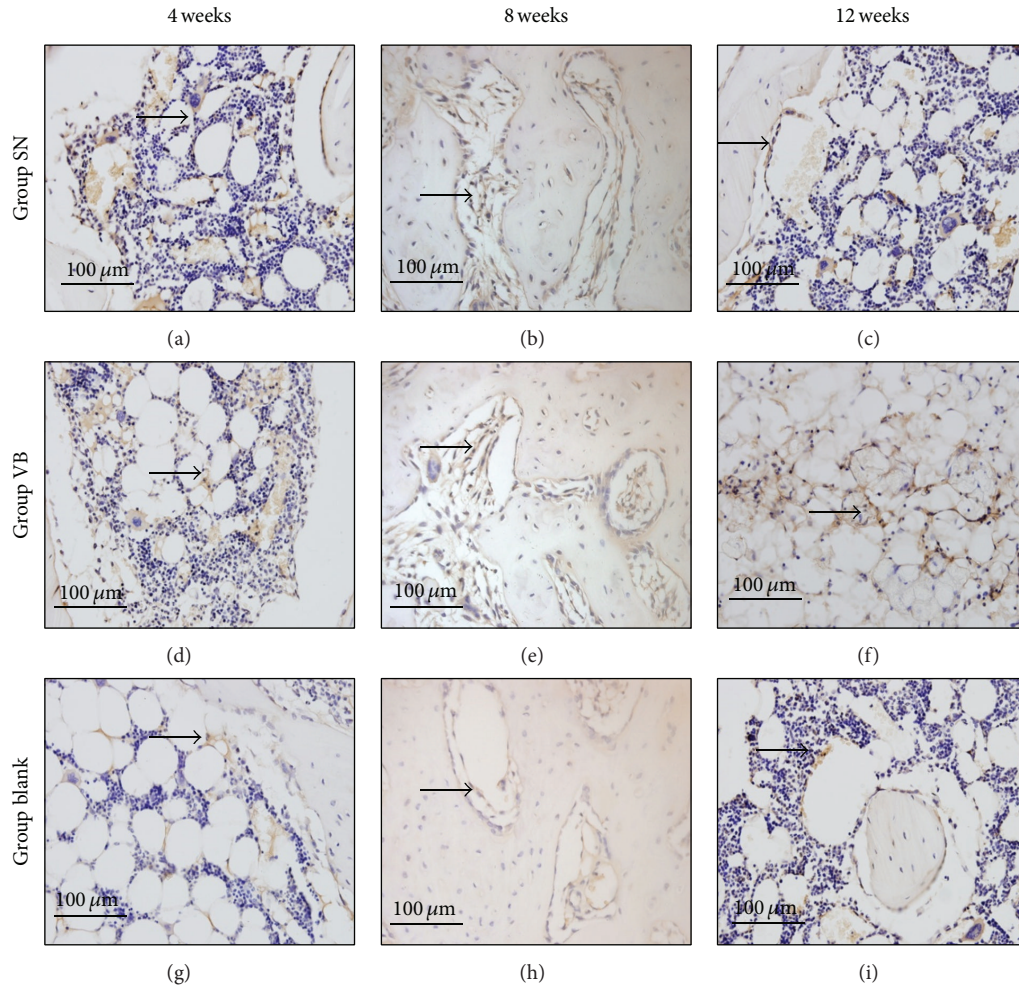 4 weeks
8 weeks
12 weeks
Group SN
100 µm
100 µm
100 µm
(a)
(b)
(c)
Group VB
100 µm
100 µm
100 µm
(d)
(e)
(f)
Group blank
100 µm
100 µm
100 µm
(g)
(h)
(i)